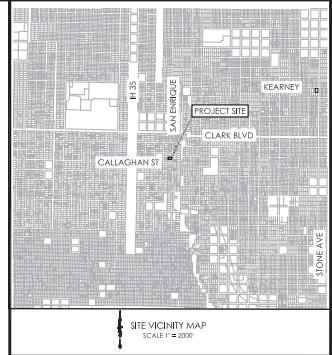 IH 35
SAN ENRIQUE
KEARNEY
PROJECT SITE
CLARK BLVD
CALLAGHAN ST
STONE AVE
SITE VICINITY MAP
SCALE 1" = 2000'